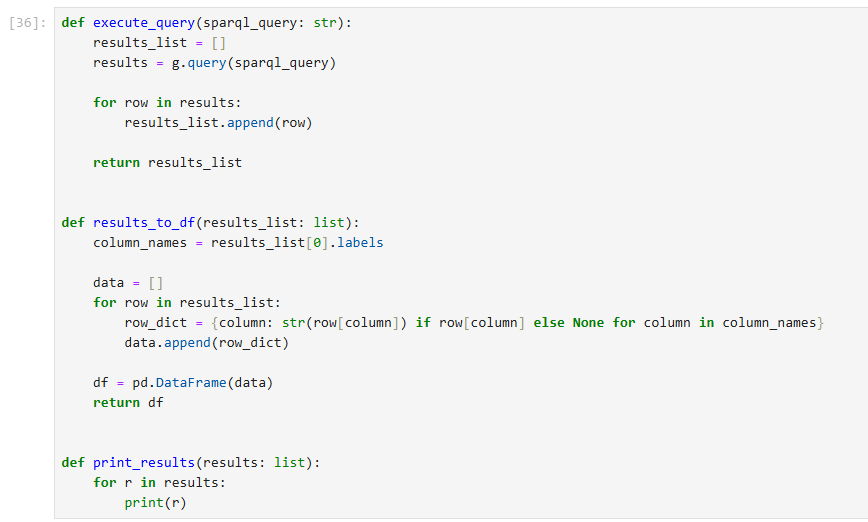 [36]: def execute_query(sparql_query: str):
    results_list = []
    results = g.query(sparql_query)

    for row in results:
        results_list.append(row)

    return results_list


def results_to_df(results_list: list):
    column_names = results_list[0].labels

    data = []
    for row in results_list:
        row_dict = {column: str(row[column]) if row[column] else None for column in column_names}
        data.append(row_dict)

    df = pd.DataFrame(data)
    return df


def print_results(results: list):
    for r in results:
        print(r)